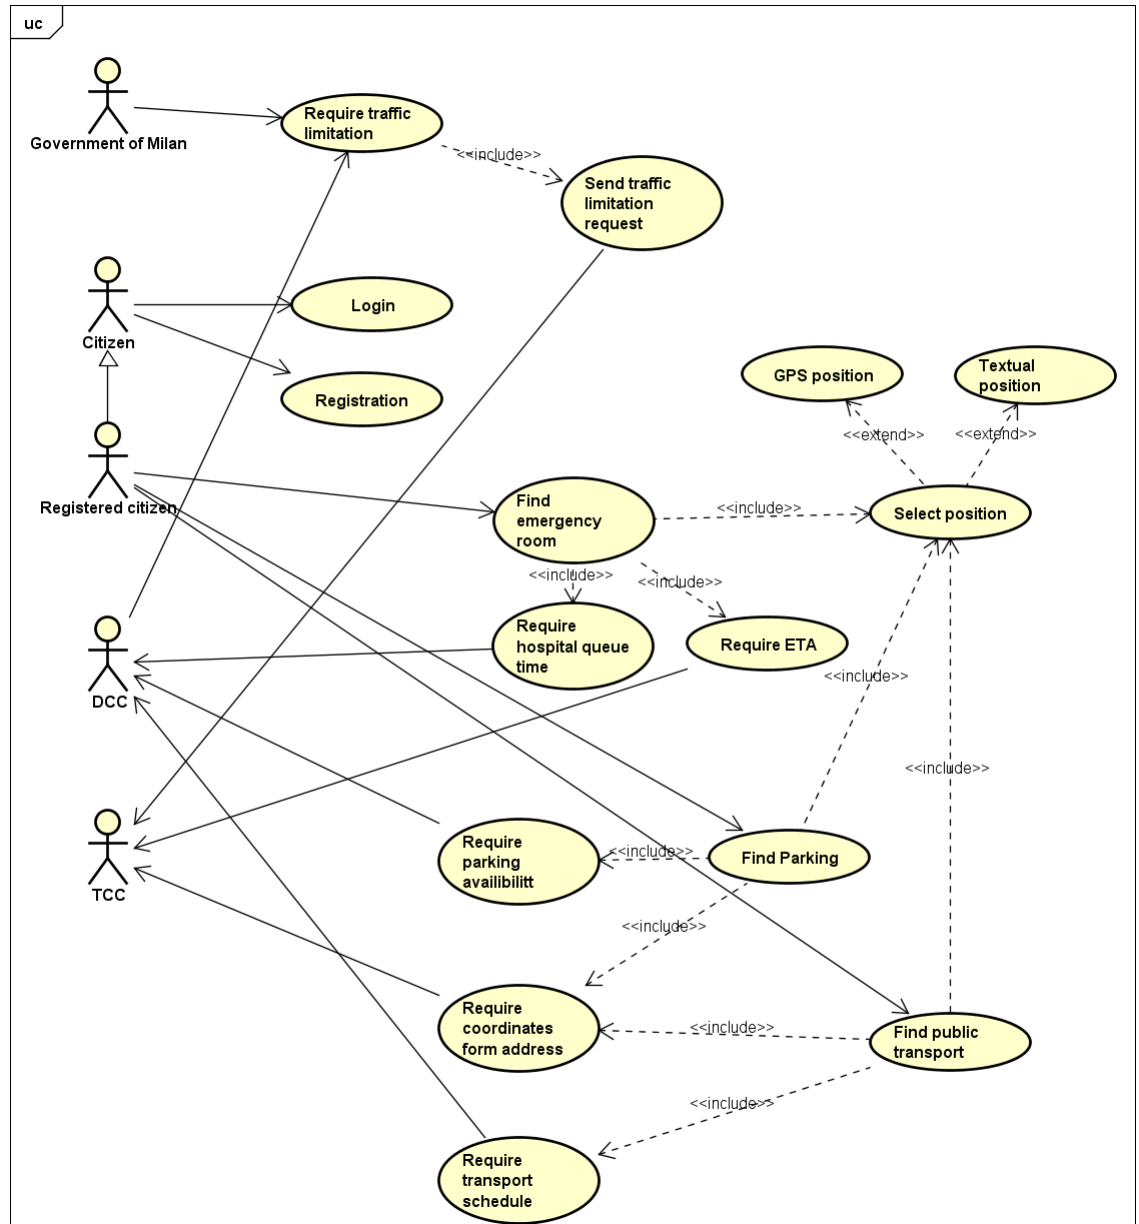 uc
Government of Milan
Require traffic
limitation
<<include>>
Send traffic
limitation
request
Citizen
Login
Registration
GPS position
Textual
position
<<extend>>
<<extend>>
Registered citizen
Find
emergency
room
<<include>>
Select position
<<include>>
<<include>>
DCC
Require
hospital queue
time
Require ETA
<<include>>
<<include>>
TCC
Require
parking
availibilitt
<<include>>
Find Parking
<<include>>
Require
coordinates
form address
<<include>>
Find public
transport
<<include>>
Require
transport
schedule